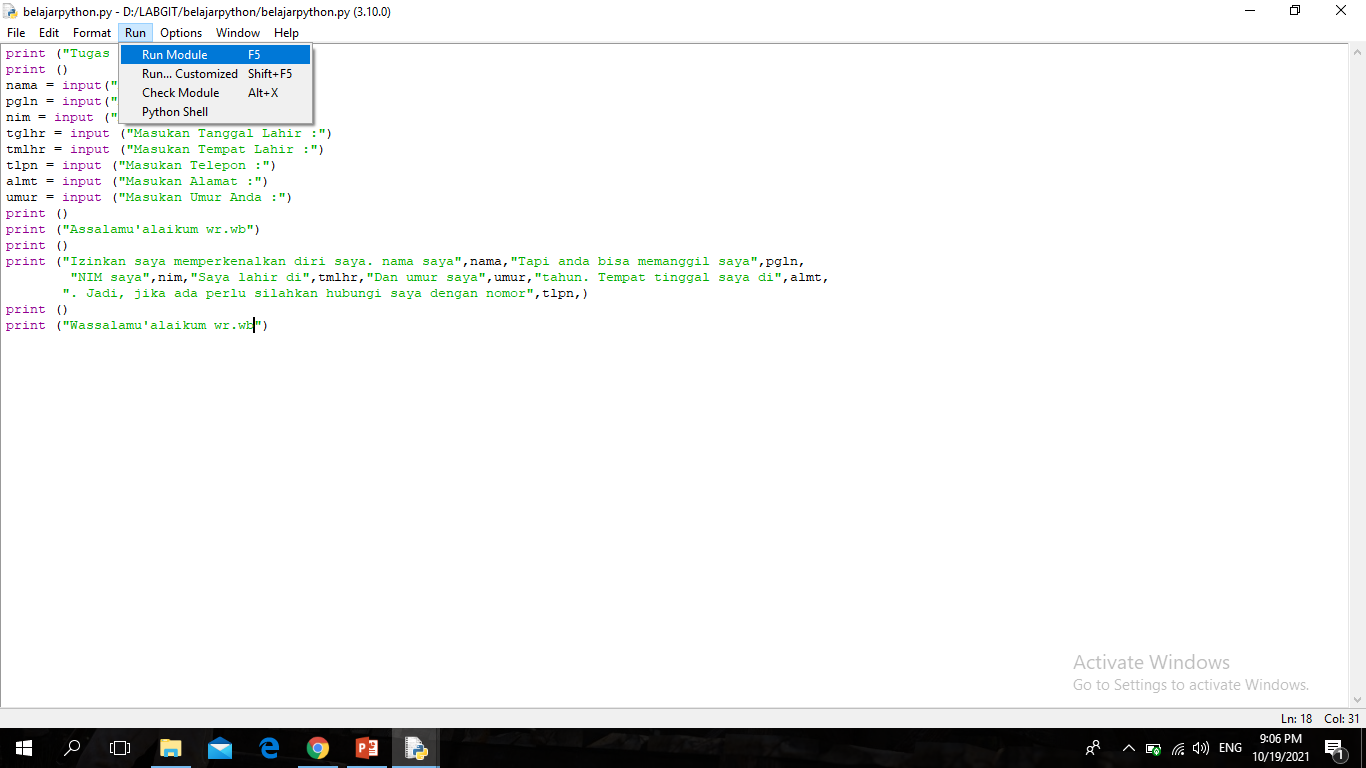 belajarpython.py - D:/LABGIT/belajarpython/belajarpython.py (3.10.0)
File Edit Format Run Options Window Help
Run Module F5
Run... Customized Shift+F5
Check Module Alt+X
Python Shell
print ("Tugas
print ()
nama = input("
pgln = input("
nim = input ("
tglhr = input ("Masukan Tanggal Lahir :")
tmlhr = input ("Masukan Tempat Lahir :")
tlpn = input ("Masukan Telepon :")
almt = input ("Masukan Alamat :")
umur = input ("Masukan Umur Anda :")
print ()
print ("Assalamu'alaikum wr.wb")
print ()
print ("Izinkan saya memperkenalkan diri saya. nama saya",nama,"Tapi anda bisa memanggil saya",pgln,
"NIM saya",nim,"Saya lahir di",tmlhr,"Dan umur saya",umur,"tahun. Tempat tinggal saya di",almt,
". Jadi, jika ada perlu silahkan hubungi saya dengan nomor",tlpn,)
print ()
print ("Wassalamu'alaikum wr.wb")
Activate Windows
Go to Settings to activate Windows.
Ln: 18 Col: 31
ENG
9:06 PM
10/19/2021
1